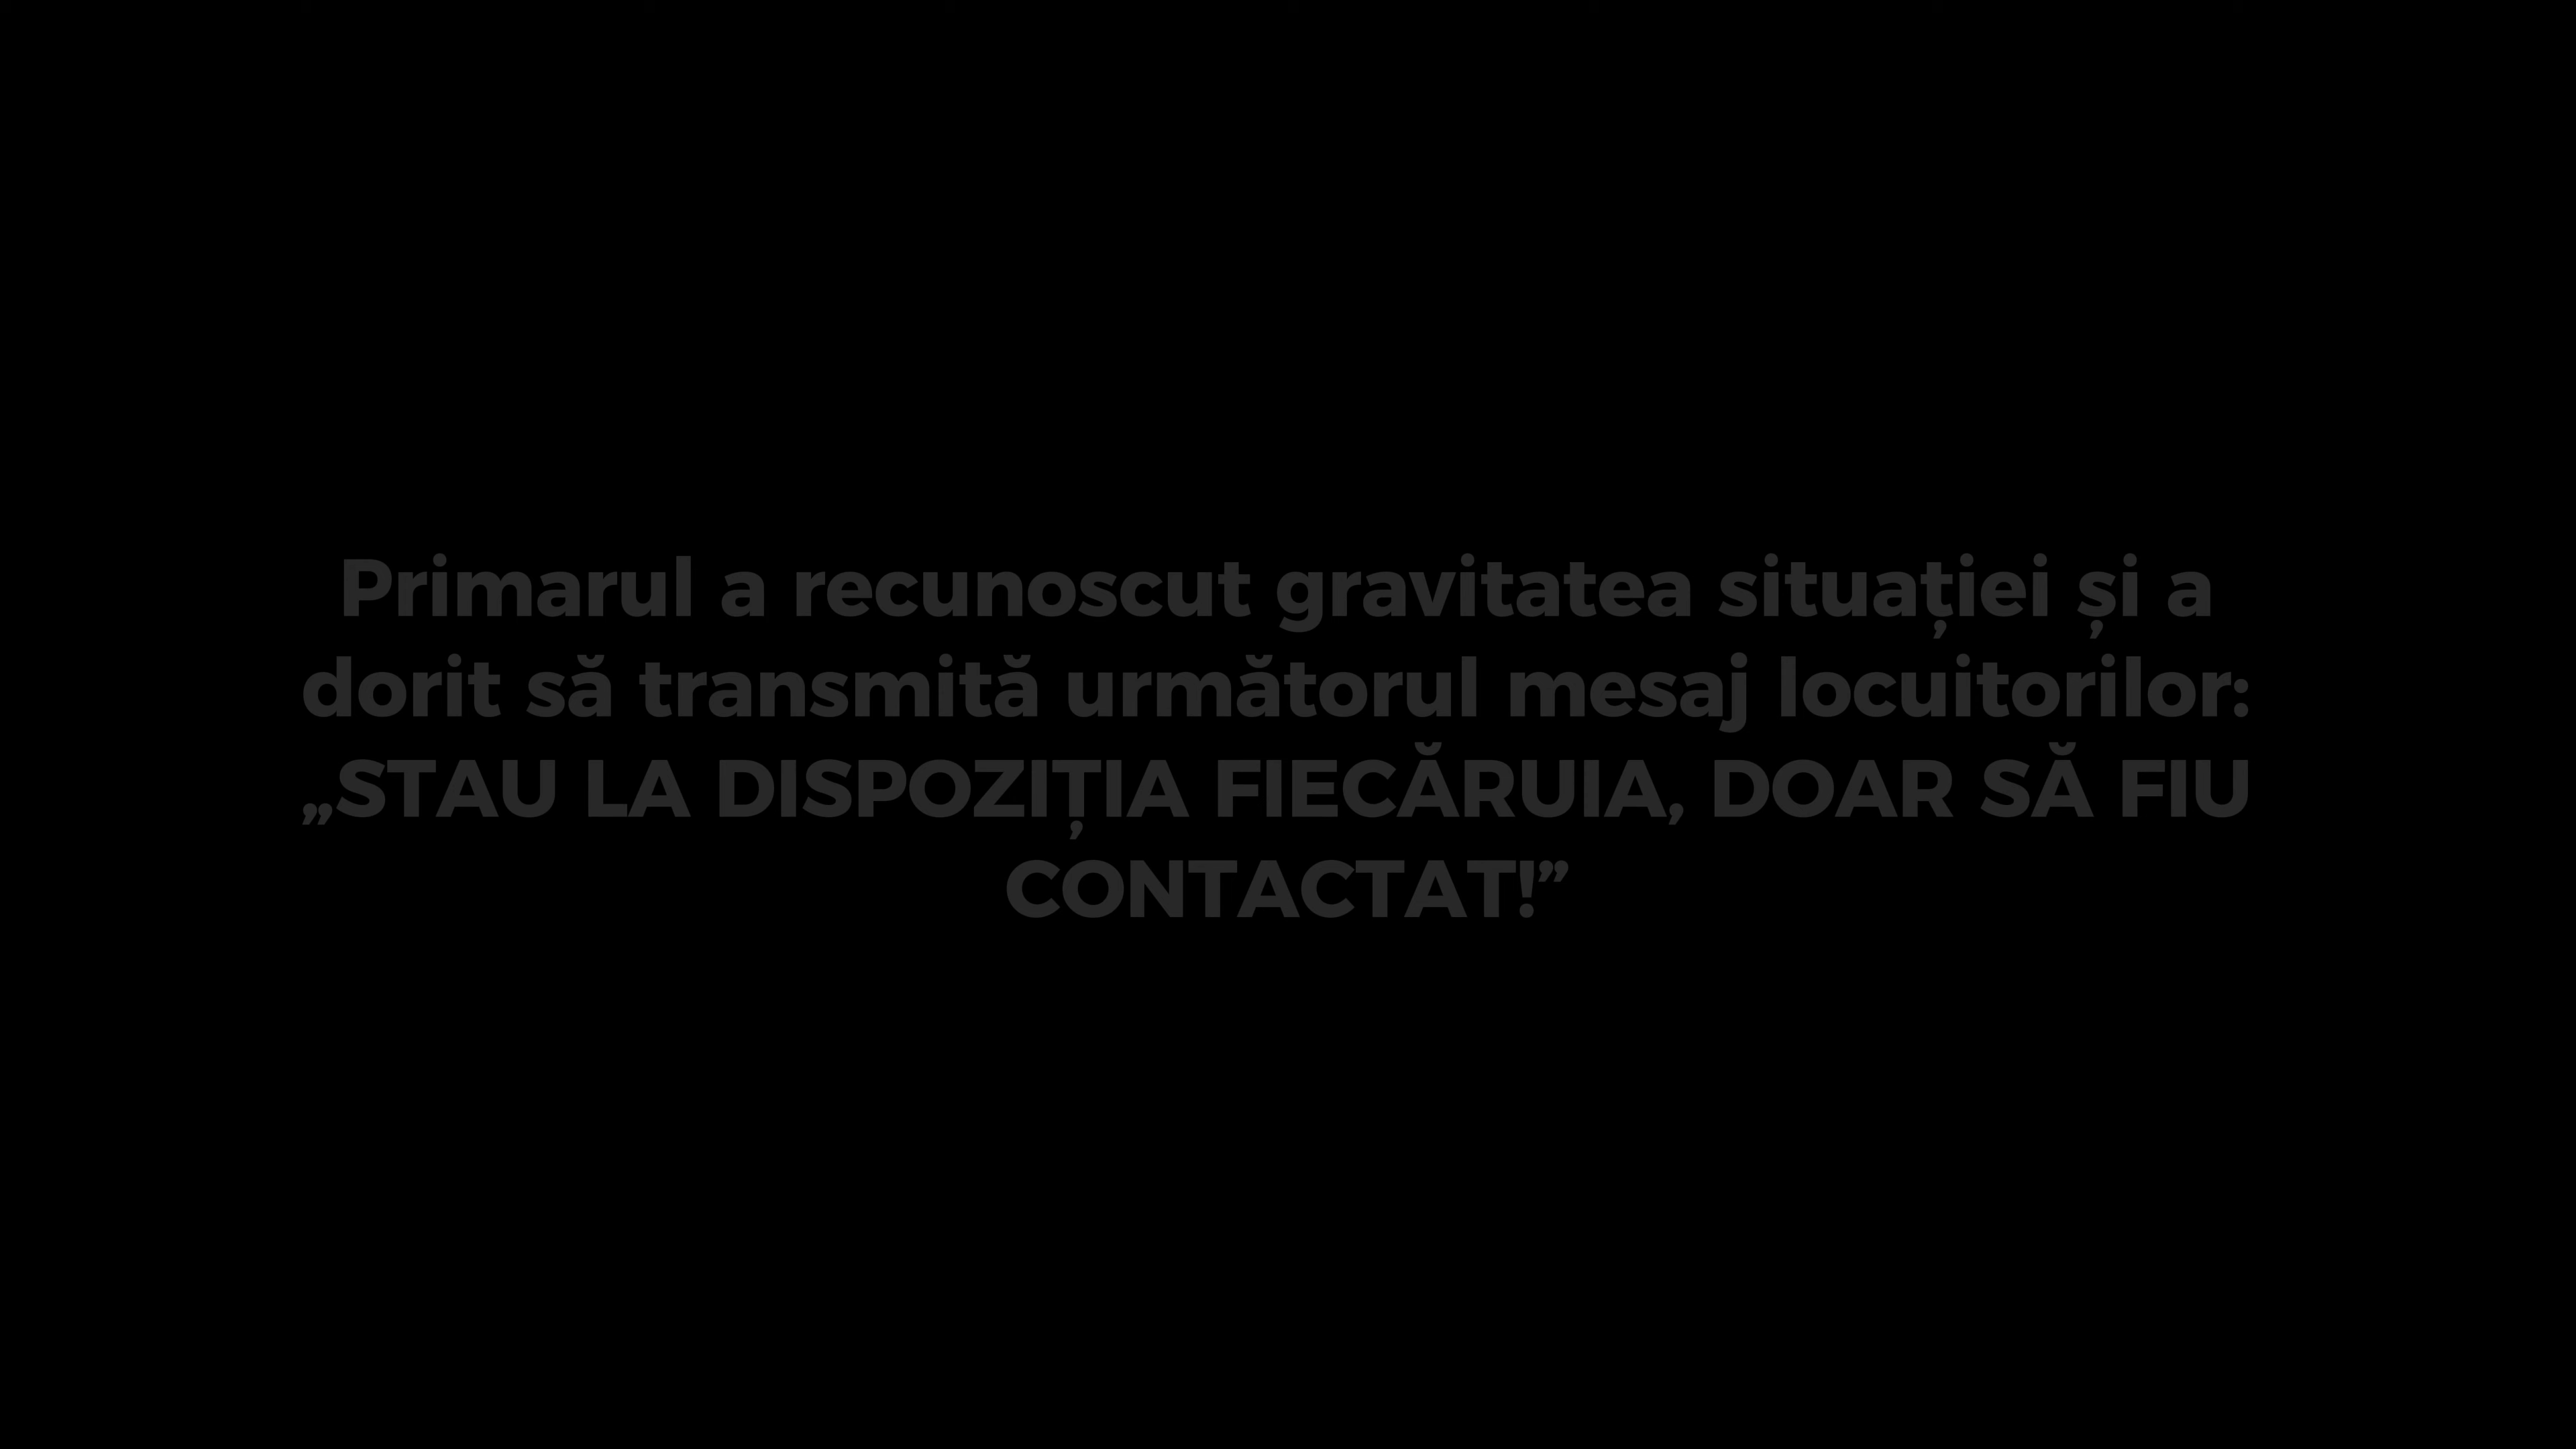 Primarul a recunoscut gravitatea situației și a
dorit să transmită următorul mesaj locuitorilor:
„STAU LA DISPOZIȚIA FIECĂRUIA, DOAR SĂ FIU
CONTACTAT!”